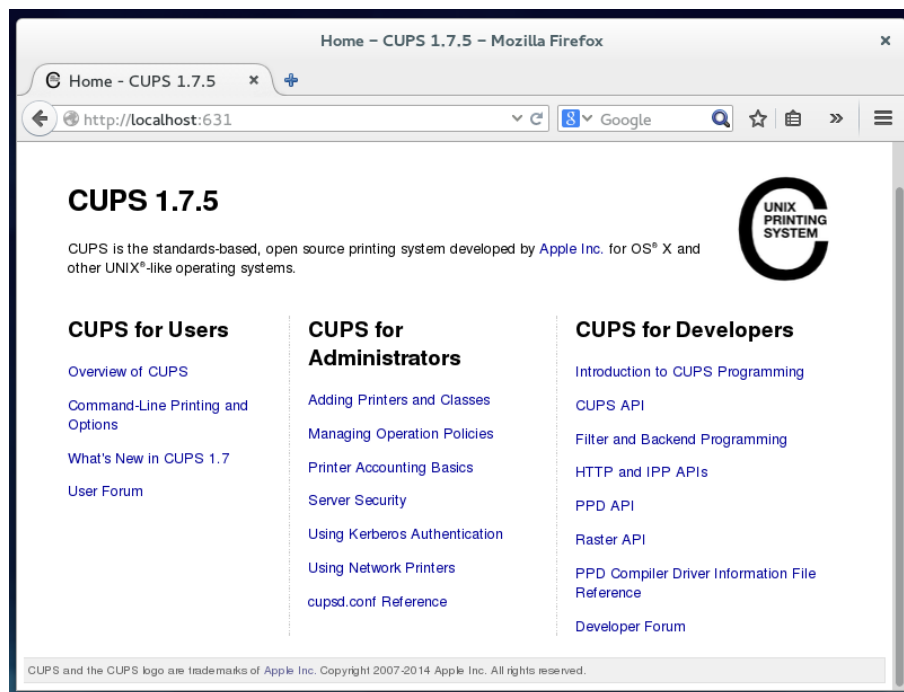 Home – CUPS 1.7.5 – Mozilla Firefox
Home - CUPS 1.7.5
http://localhost:631
Google
CUPS 1.7.5
UNIX
PRINTING
SYSTEM
CUPS is the standards-based, open source printing system developed by Apple Inc. for OS® X and
other UNIX®-like operating systems.
CUPS for Users
Overview of CUPS
Command-Line Printing and
Options
What's New in CUPS 1.7
User Forum
CUPS for
Administrators
Adding Printers and Classes
Managing Operation Policies
Printer Accounting Basics
Server Security
Using Kerberos Authentication
Using Network Printers
cupsd.conf Reference
CUPS for Developers
Introduction to CUPS Programming
CUPS API
Filter and Backend Programming
HTTP and IPP APIs
PPD API
Raster API
PPD Compiler Driver Information File
Reference
Developer Forum
CUPS and the CUPS logo are trademarks of Apple Inc. Copyright 2007-2014 Apple Inc. All rights reserved.